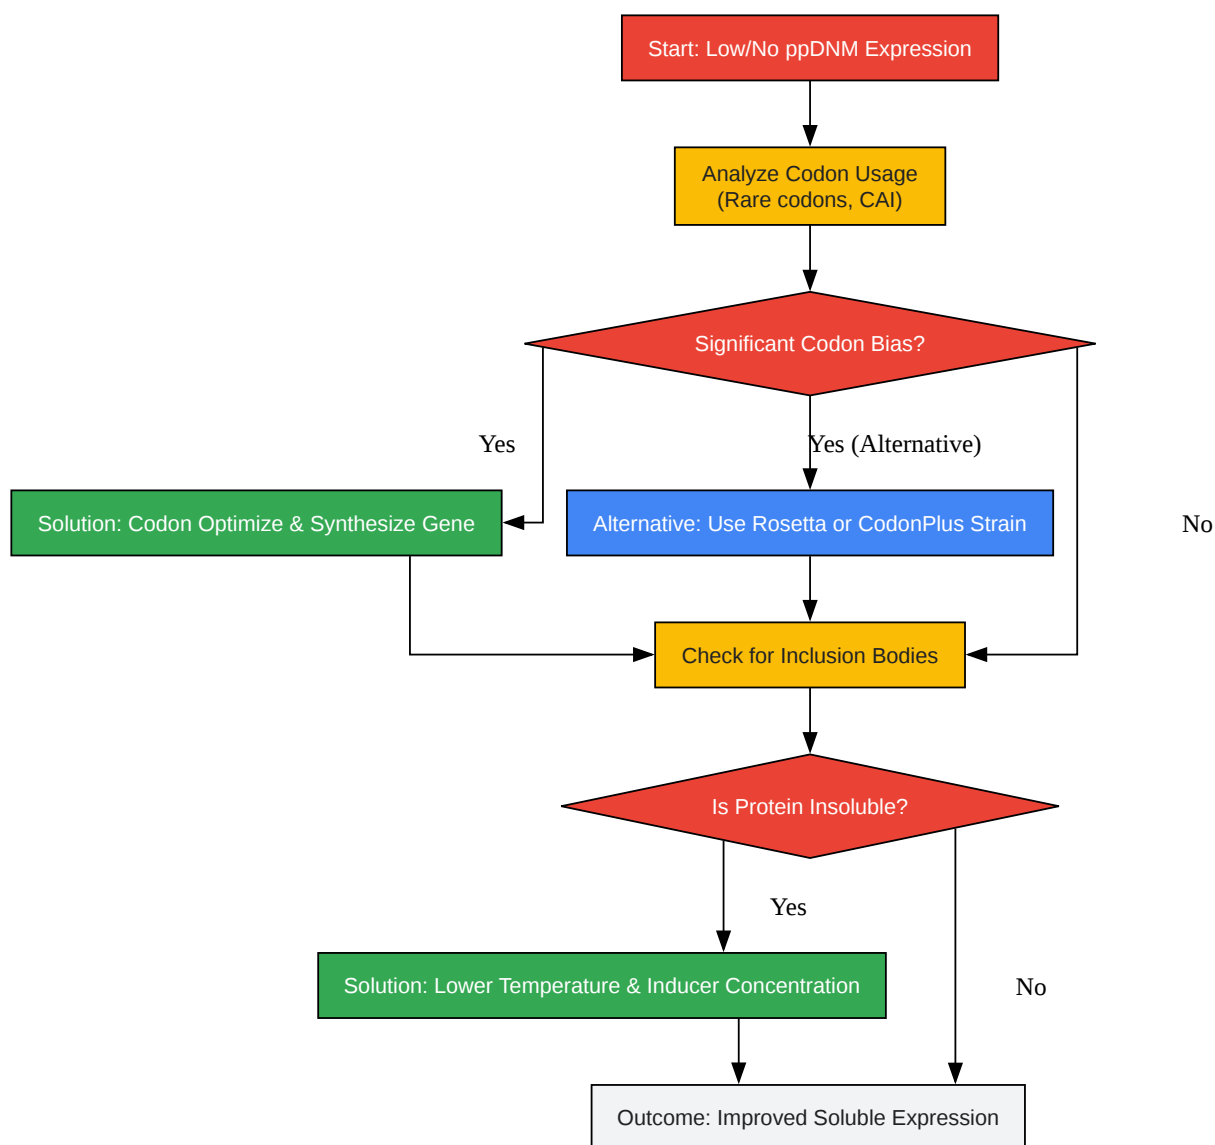 Start: Low/No ppDNM Expression
Analyze Codon Usage
(Rare codons, CAI)
Significant Codon Bias?
Yes
Yes (Alternative)
No
Solution: Codon Optimize & Synthesize Gene
Alternative: Use Rosetta or CodonPlus Strain
Check for Inclusion Bodies
Is Protein Insoluble?
Yes
No
Solution: Lower Temperature & Inducer Concentration
Outcome: Improved Soluble Expression